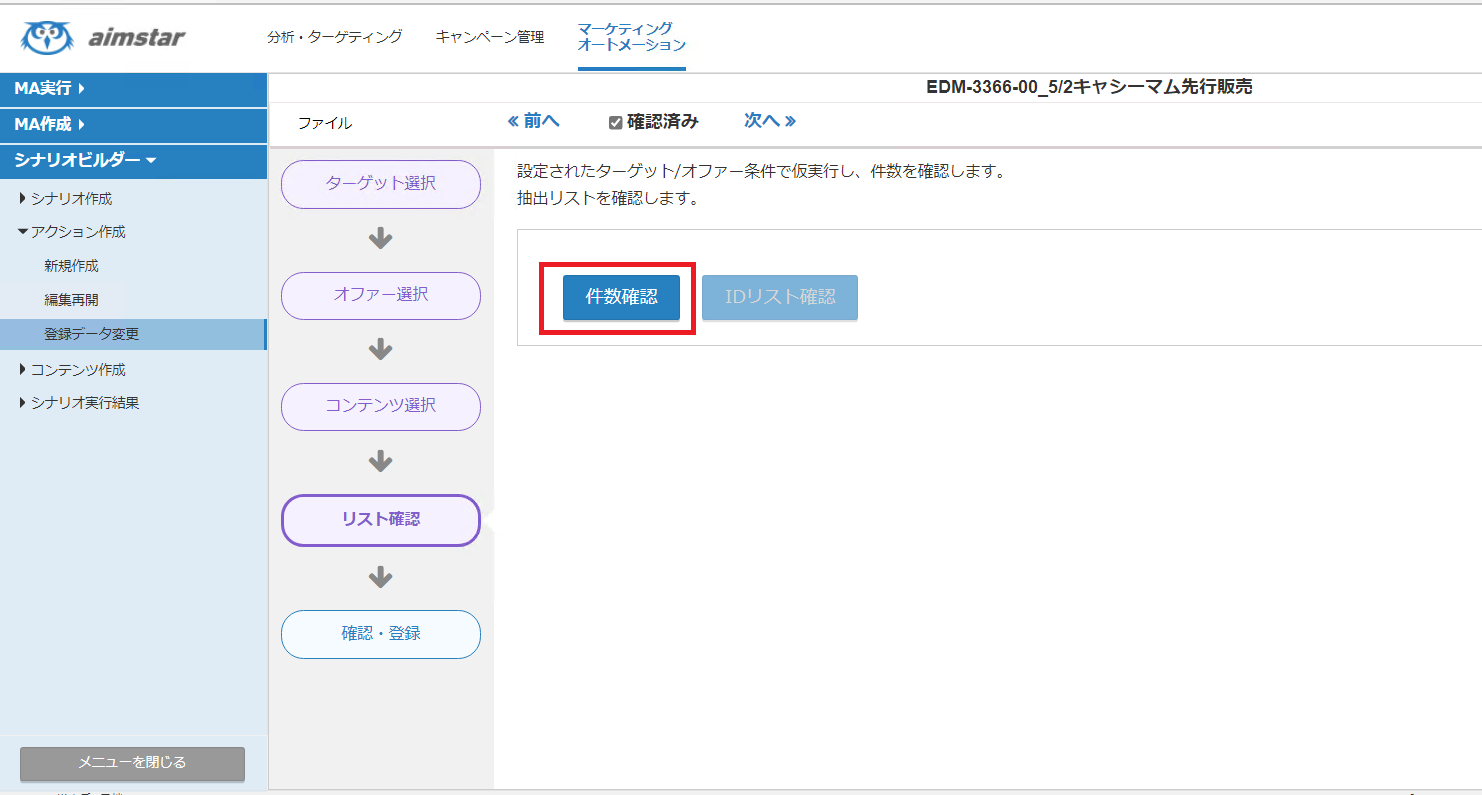 aimstar
分析・ターゲティング
キャンペーン管理
マーケティング
オートメーション
MA実行
MA作成
シナリオビルダー
シナリオ作成
アクション作成
新規作成
編集再開
登録データ変更
コンテンツ作成
シナリオ実行結果
メニューを閉じる
EDM-3366-00_5/2キャシーマム先行販売
ファイル
« 前へ
確認済み
次へ »
ターゲット選択
オファー選択
コンテンツ選択
リスト確認
確認・登録
設定されたターゲット/オファー条件で仮実行し、件数を確認します。
抽出リストを確認します。
件数確認
IDリスト確認